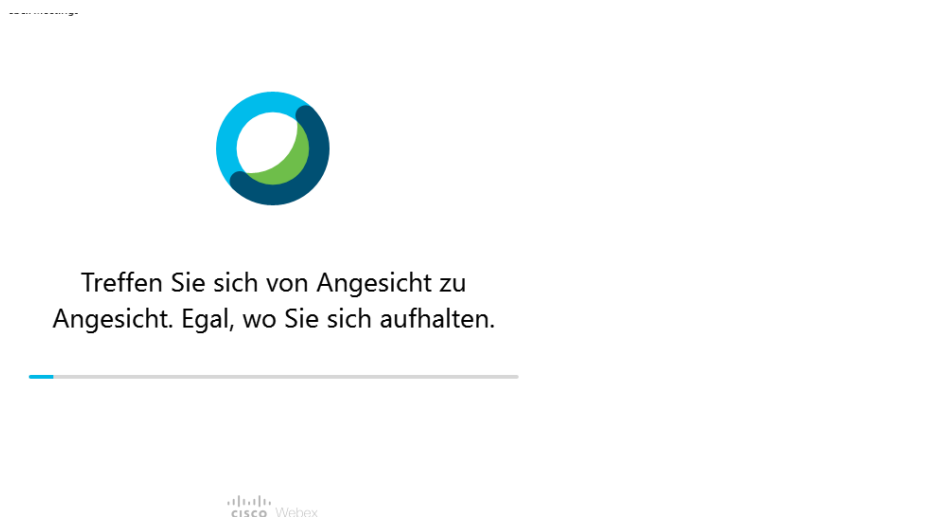 Treffen Sie sich von Angesicht zu
Angesicht. Egal, wo Sie sich aufhalten.
CISCO Webex